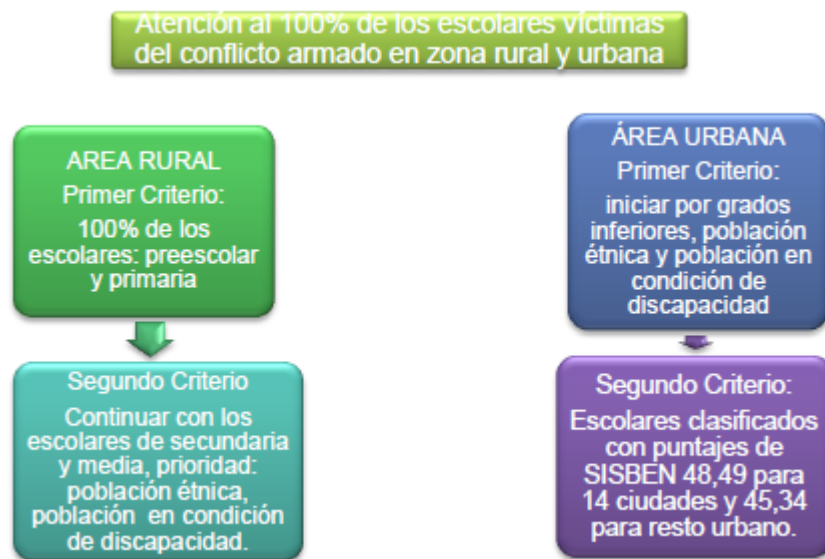 Atención al 100% de los escolares víctimas
del conflicto armado en zona rural y urbana
AREA RURAL
Primer Criterio:
100% de los
escolares: preescolar
y primaria
Segundo Criterio
Continuar con los
escolares de secundaria
y media, prioridad:
población étnica,
población en condición
de discapacidad.
ÁREA URBANA
Primer Criterio:
iniciar por grados
inferiores, población
étnica y población en
condición de
discapacidad
Segundo Criterio:
Escolares clasificados
con puntajes de
SISBEN 48,49 para
14 ciudades y 45,34
para resto urbano.